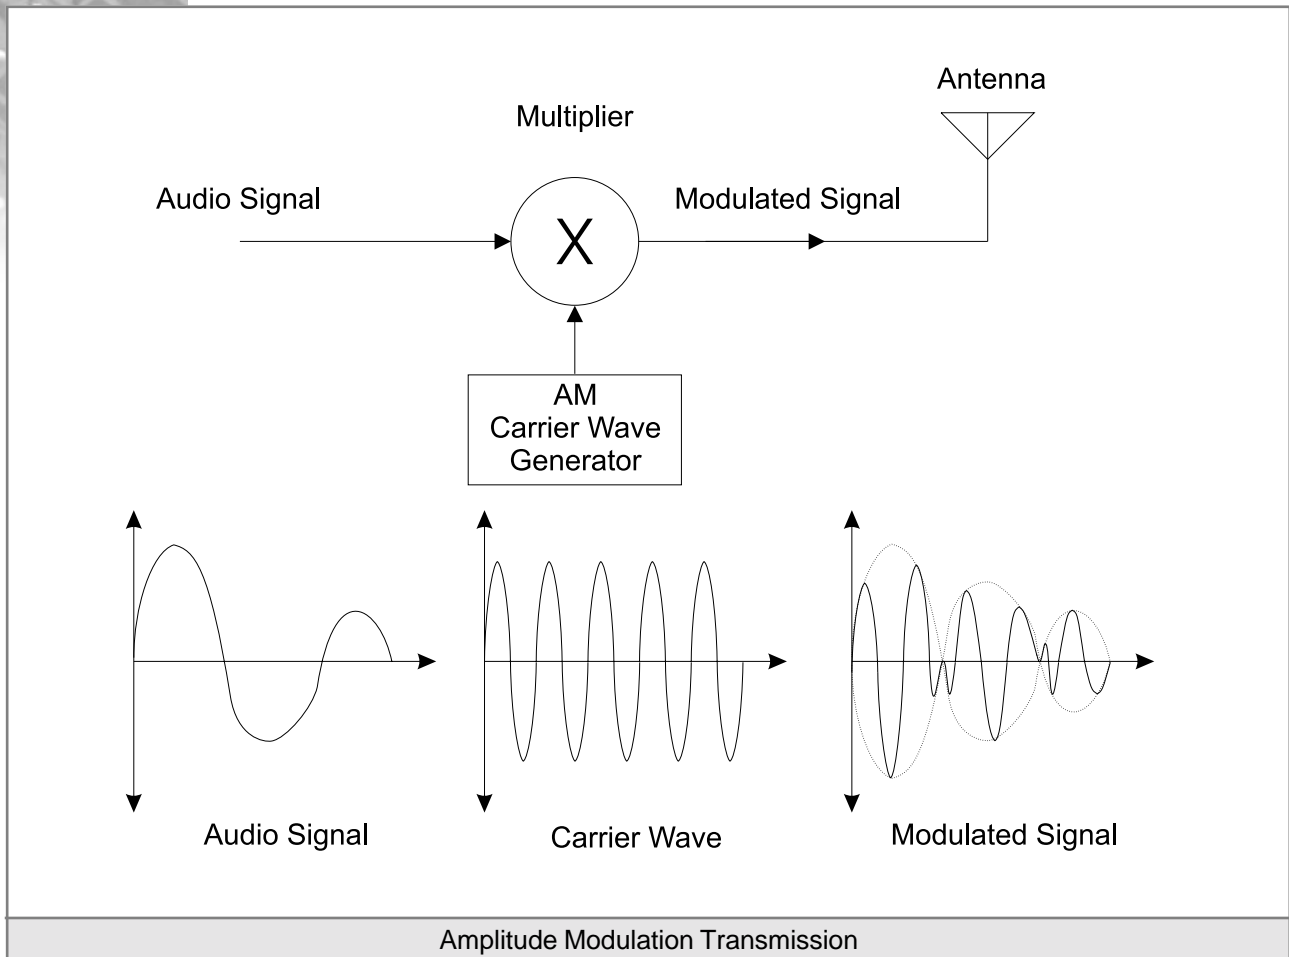 Antenna
Multiplier
Audio Signal
Modulated Signal
X
AM
Carrier Wave
Generator
Audio Signal
Carrier Wave
Modulated Signal
Amplitude Modulation Transmission